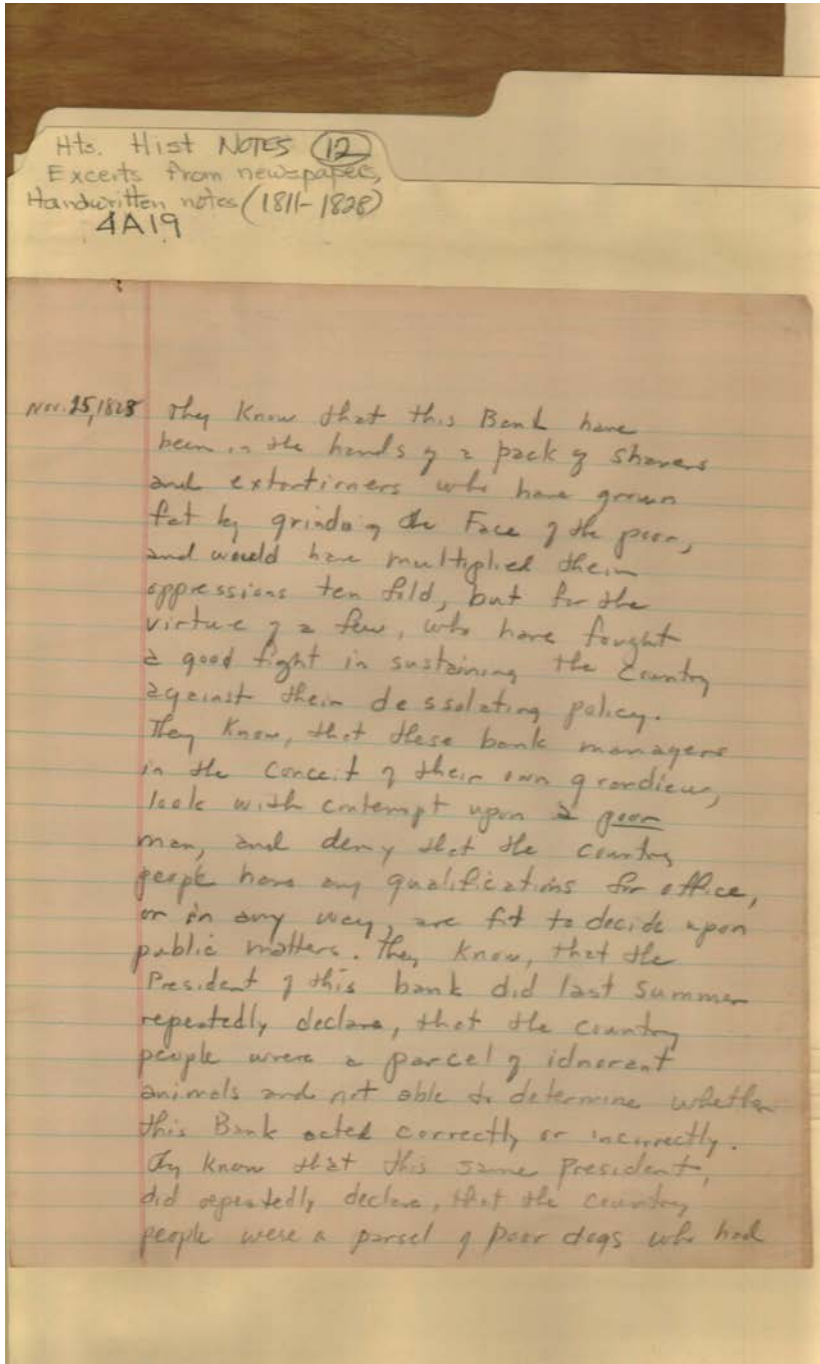 Hts. Hist NOTES (12)
Excerts from newspapers,
Handwritten notes (1811-1828)
4A19
Nov. 25, 1828 They Know that this Bank have
been in the hands of a pack of shavers
and extortioners who have grown
fat by grinding the Face of the poor,
and would have multiplied their
oppressions ten fold, but for the
virtue of a few, who have fought
a good fight in sustaining the Country
against their dessolating policy.
They Know, that these bank managers
in the Conceit of their own grandieur,
look with contempt upon a poor
man, and deny that the country
people have any qualifications for office,
or in any way, are fit to decide upon
public matters. They Know, that the
President of this bank did last Summer
repeatedly declare, that the country
people were a parcel of idnorant
animals and not able to determine whether
this Bank acted correctly or incorrectly.
They know that this same President,
did repeatedly declare, that the country
people were a parsel of poor dogs who had